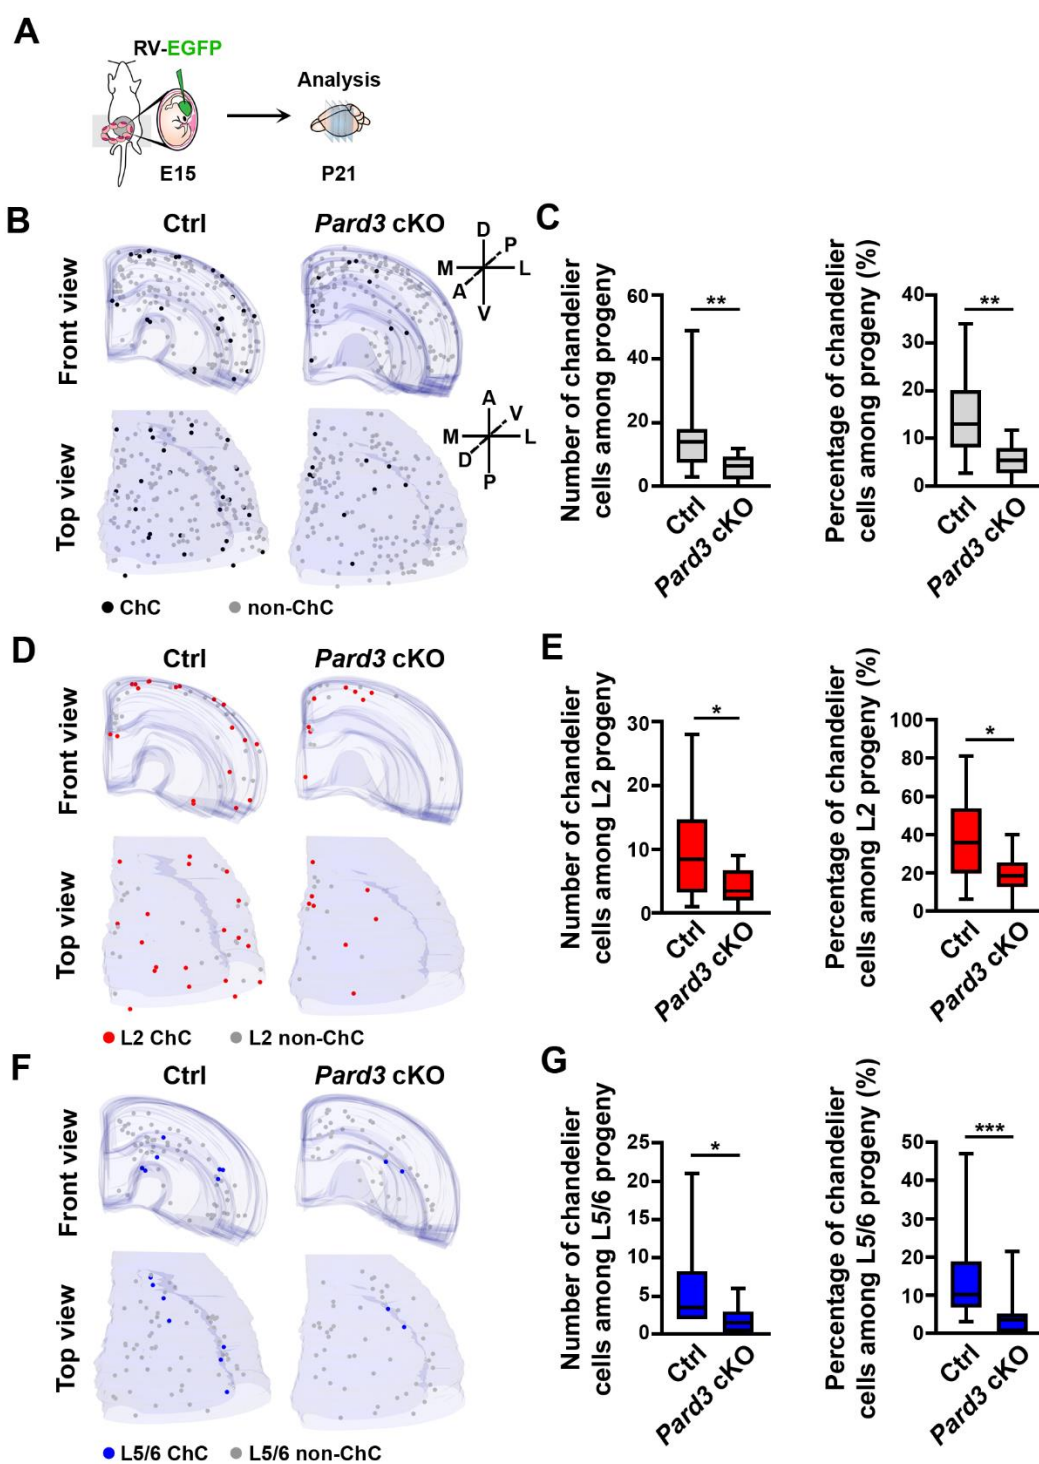 A
RV-EGFP
Analysis
E15
P21
B
Ctrl
Pard3 cKO
Front view
D
P
M
L
A
V
Top view
A
V
M
L
D
P
ChC
non-ChC
C
Number of chandelier
cells among progeny
60
40
20
0
**
Ctrl
Pard3 cKO
Percentage of chandelier
cells among progeny (%)
40
30
20
10
0
**
Ctrl
Pard3 cKO
D
Ctrl
Pard3 cKO
Front view
Top view
L2 ChC
L2 non-ChC
E
Number of chandelier
cells among L2 progeny
30
20
10
0
*
Ctrl
Pard3 cKO
Percentage of chandelier
cells among L2 progeny (%)
100
80
60
40
20
0
*
Ctrl
Pard3 cKO
F
Ctrl
Pard3 cKO
Front view
Top view
L5/6 ChC
L5/6 non-ChC
G
Number of chandelier
cells among L5/6 progeny
25
20
15
10
5
0
*
Ctrl
Pard3 cKO
Percentage of chandelier
cells among L5/6 progeny (%)
50
40
30
20
10
0
***
Ctrl
Pard3 cKO